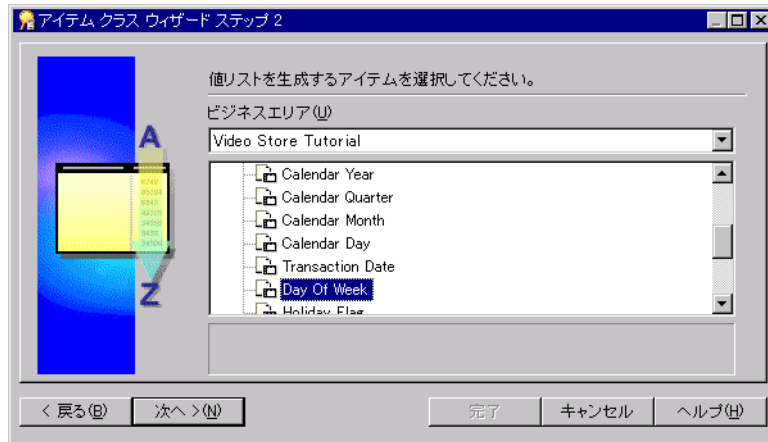 アイテム クラス ウィザード ステップ 2
値リストを生成するアイテムを選択してください。
ビジネスエリア(U)
Video Store Tutorial
Calendar Year
Calendar Quarter
Calendar Month
Calendar Day
Transaction Date
Day Of Week
Holiday Flag
A
Z
< 戻る(B)
次へ >(N)
完了
キャンセル
ヘルプ(H)